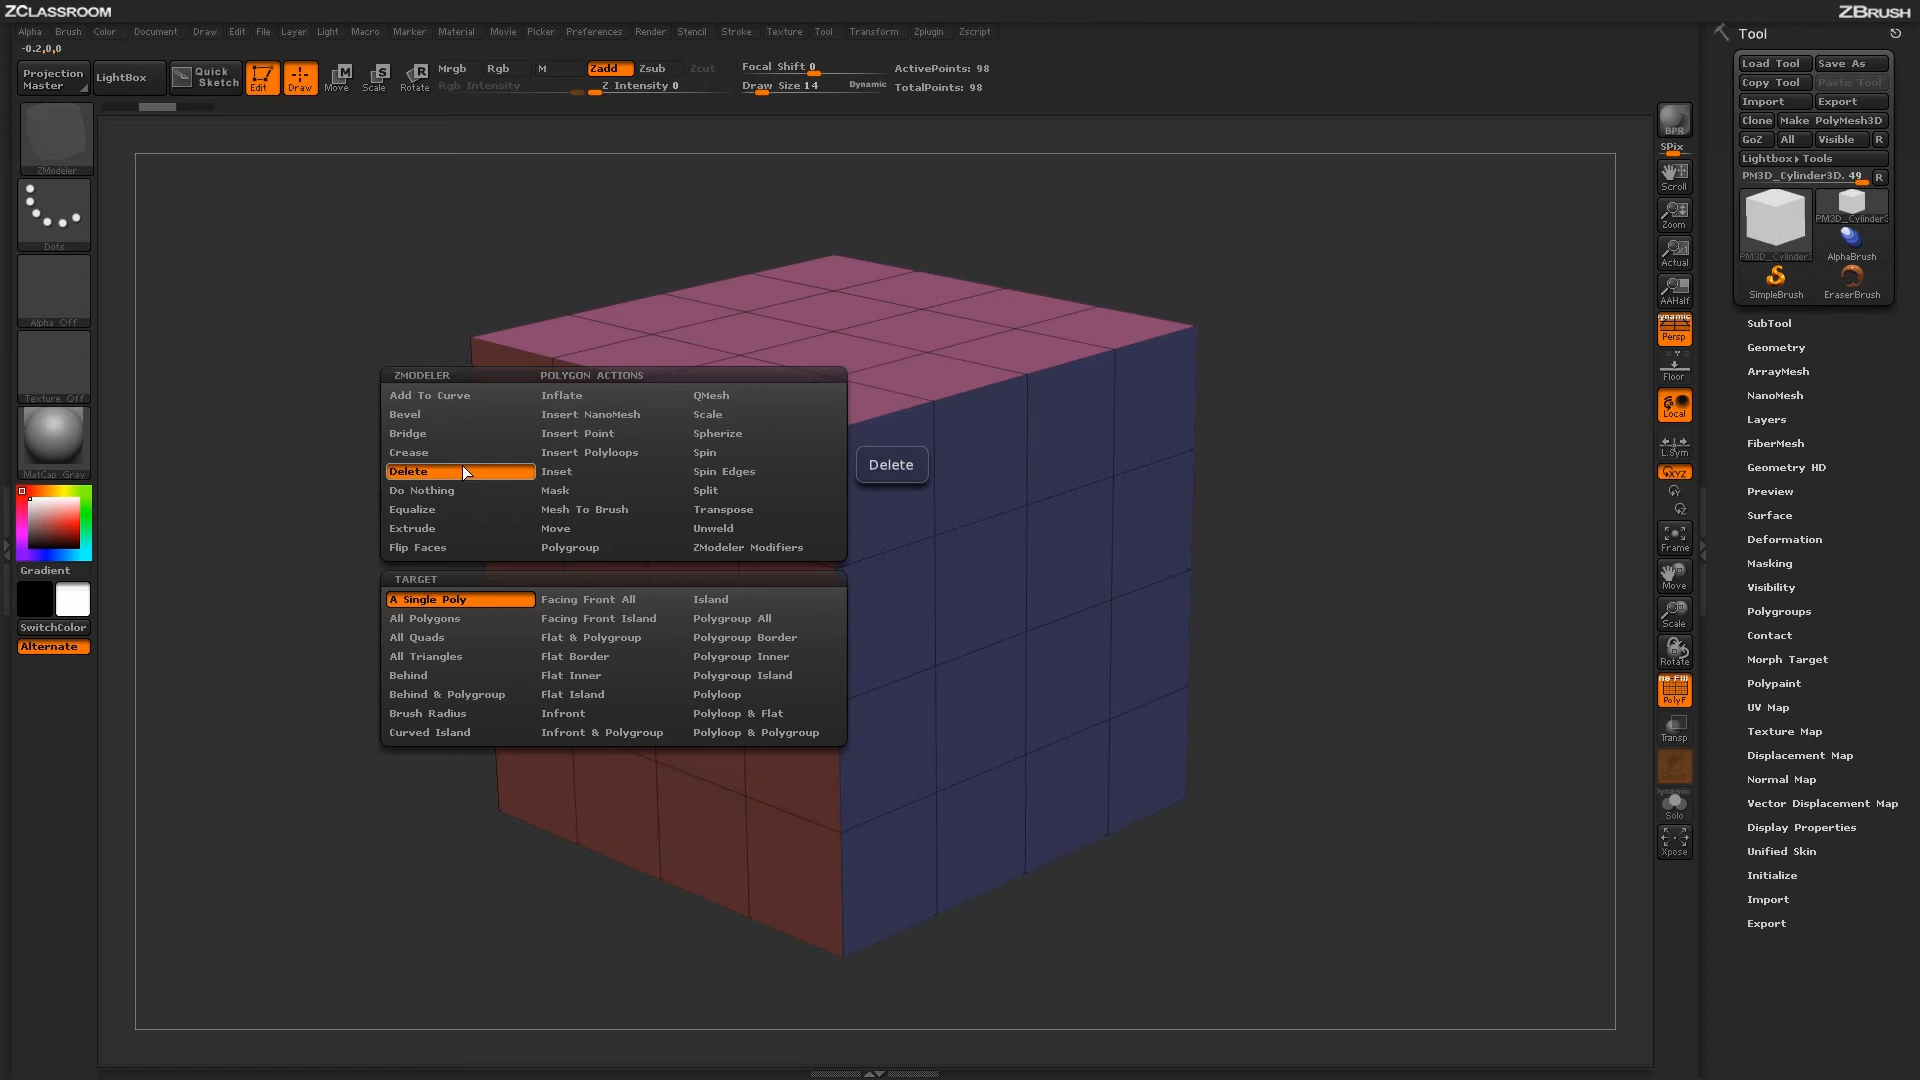 ZCLASSROOM
ZBRUSH
Alpha Brush Color Document Draw Edit File Layer Light Macro Marker Material Movie Picker Preferences Render Stencil Stroke Texture Tool Transform Zplugin Zscript
-0.2,0,0
Projection Master
LightBox
Quick Sketch
Edit
Draw
Move
Scale
Rotate
Mrgb Rgb M
Rgb Intensity
Zadd Zsub Zcut
Z Intensity 0
Focal Shift 0
Draw Size 14
Dynamic
ActivePoints: 98
TotalPoints: 98
ZModeler
Dots
Alpha Off
Texture Off
MatCap Gray
Gradient
SwitchColor
Alternate
ZMODELER POLYGON ACTIONS
Add To Curve Inflate QMesh
Bevel Insert NanoMesh Scale
Bridge Insert Point Spherize
Crease Insert Polyloops Spin
Delete Inset Spin Edges
Do Nothing Mask Split
Equalize Mesh To Brush Transpose
Extrude Move Unweld
Flip Faces Polygroup ZModeler Modifiers
Delete
TARGET
A Single Poly Facing Front All Island
All Polygons Facing Front Island Polygroup All
All Quads Flat & Polygroup Polygroup Border
All Triangles Flat Border Polygroup Inner
Behind Flat Inner Polygroup Island
Behind & Polygroup Flat Island Polyloop
Brush Radius Infront Polyloop & Flat
Curved Island Infront & Polygroup Polyloop & Polygroup
BPR
SPix
Scroll
Zoom
Actual
AAHalf
Persp
Floor
Local
L.Sym
XYZ
Frame
Move
Scale
Rotate
PolyF
Transp
Dynamic
Solo
Xpose
Tool
Load Tool Save As
Copy Tool Paste Tool
Import Export
Clone Make PolyMesh3D
GoZ All Visible R
Lightbox▸Tools
PM3D_Cylinder3D. 49 R
PM3D_Cylinder3
PM3D_Cylinder3
AlphaBrush
SimpleBrush EraserBrush
SubTool
Geometry
ArrayMesh
NanoMesh
Layers
FiberMesh
Geometry HD
Preview
Surface
Deformation
Masking
Visibility
Polygroups
Contact
Morph Target
Polypaint
UV Map
Texture Map
Displacement Map
Normal Map
Vector Displacement Map
Display Properties
Unified Skin
Initialize
Import
Export